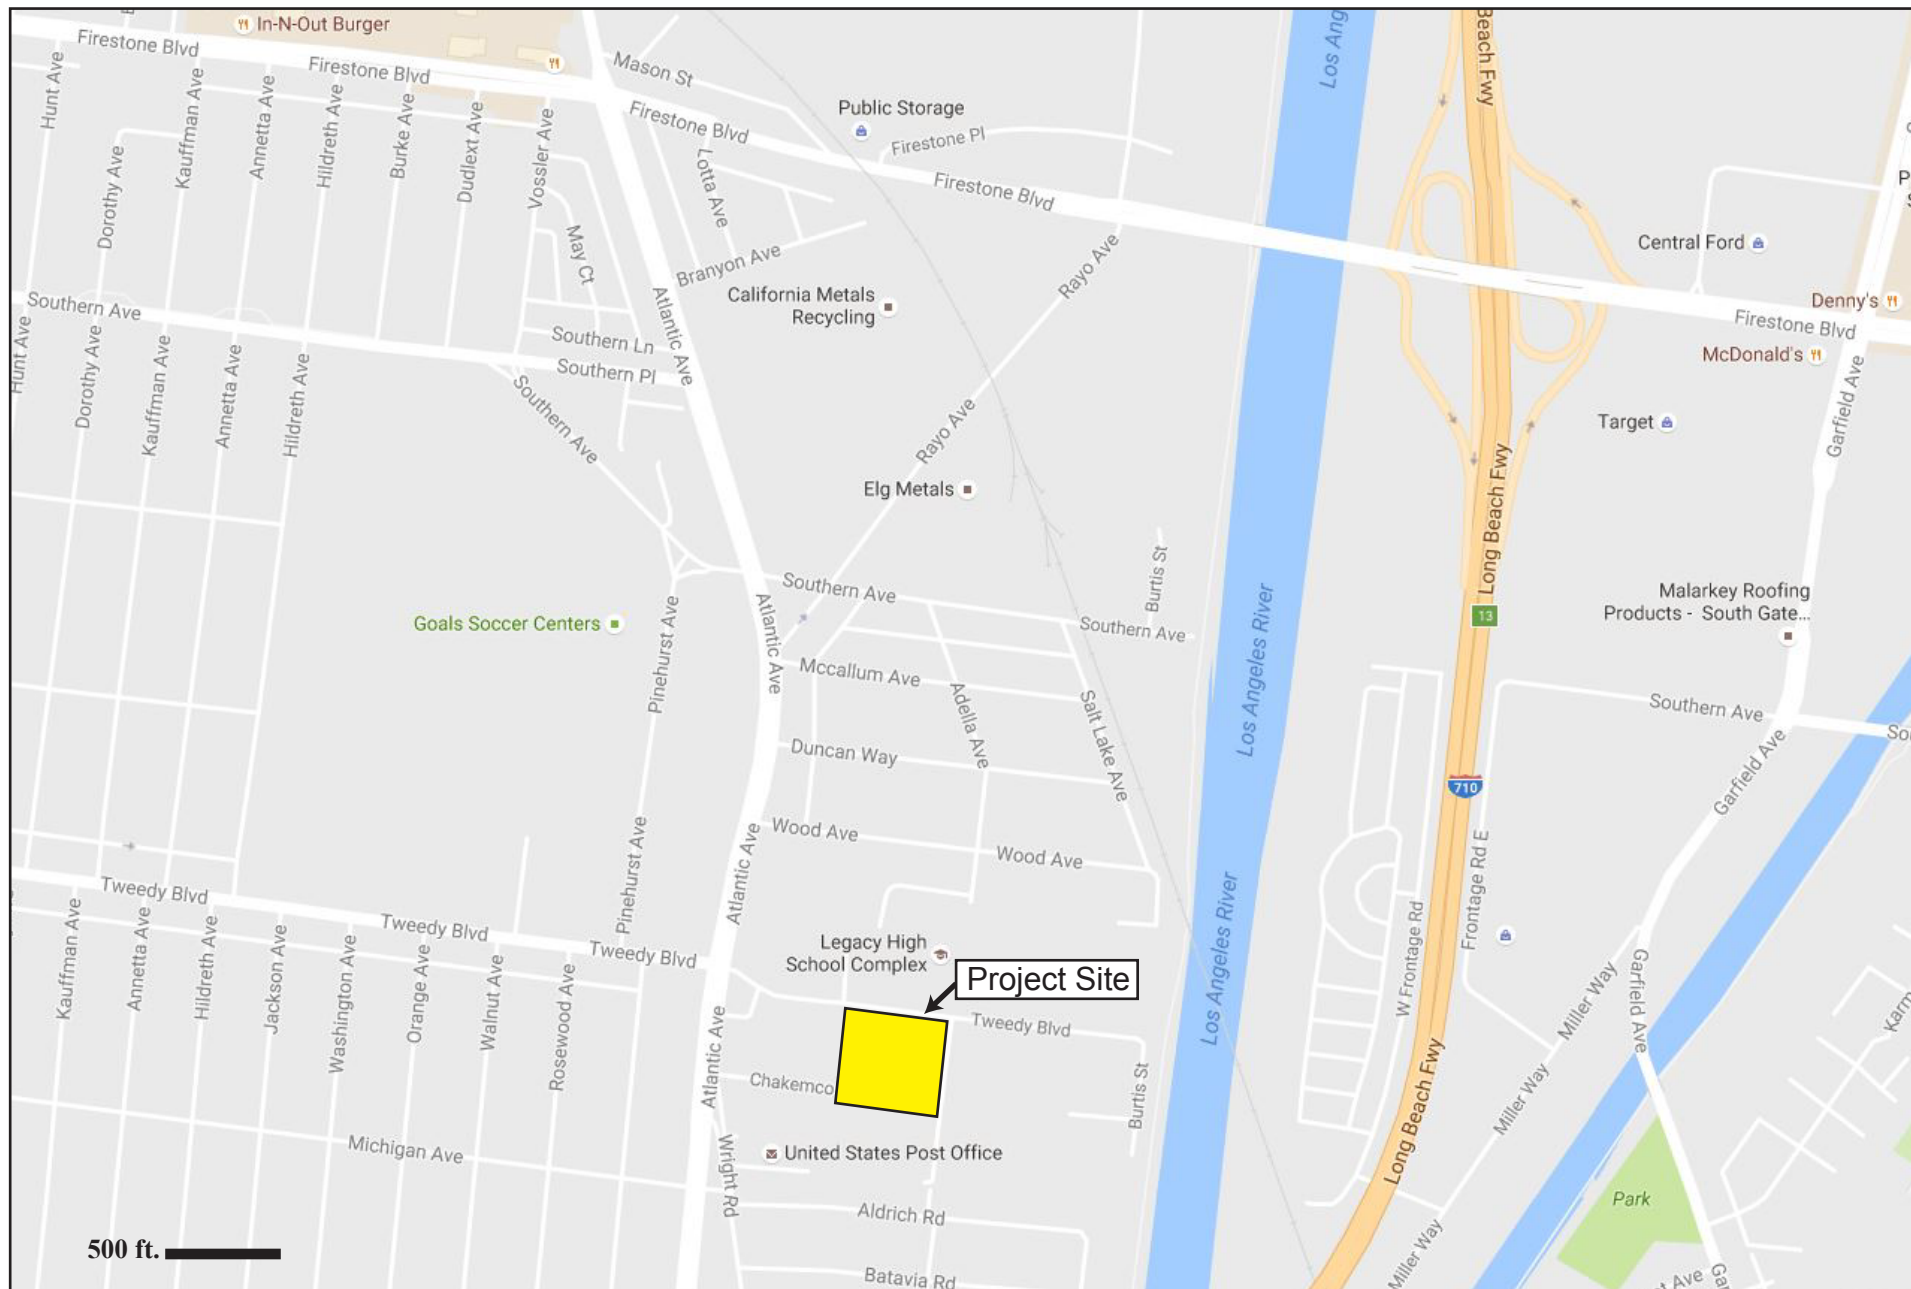 In-N-Out Burger
Firestone Blvd
Firestone Blvd
Mason St
Firestone Blvd
Public Storage
Firestone Pl
Firestone Blvd
Los Ang
Beach Fwy
Hunt Ave
Kauffman Ave
Annetta Ave
Hildreth Ave
Burke Ave
Dudlext Ave
Vossler Ave
Dorothy Ave
Lotta Ave
May Ct
Branyon Ave
Rayo Ave
Central Ford
Denny's
Firestone Blvd
McDonald's
California Metals
Recycling
Atlantic Ave
Southern Ave
Southern Ln
Southern Pl
Southern Ave
Hunt Ave
Dorothy Ave
Kauffman Ave
Annetta Ave
Hildreth Ave
Rayo Ave
Target
Garfield Ave
Long Beach Fwy
Elg Metals
Southern Ave
Burtis St
Southern Ave
Goals Soccer Centers
Pinehurst Ave
Atlantic Ave
Mccallum Ave
Adella Ave
Salt Lake Ave
Los Angeles River
13
Malarkey Roofing
Products - South Gate...
Southern Ave
Garfield Ave
Duncan Way
710
Wood Ave
Wood Ave
Pinehurst Ave
Atlantic Ave
Tweedy Blvd
Tweedy Blvd
Tweedy Blvd
Kauffman Ave
Annetta Ave
Hildreth Ave
Jackson Ave
Washington Ave
Orange Ave
Walnut Ave
Rosewood Ave
Legacy High
School Complex
Project Site
Tweedy Blvd
Los Angeles River
W Frontage Rd
Frontage Rd E
Miller Way
Garfield Ave
Atlantic Ave
Chakemco
Burtis St
Long Beach Fwy
Miller Way
Michigan Ave
United States Post Office
Wright Rd
Aldrich Rd
Park
Miller Way
500 ft.
Batavia Rd